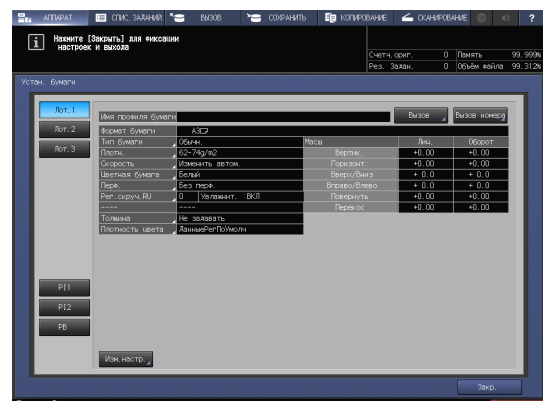 АППАРАТ СПИС. ЗАДАНИЙ ВЫЗОВ СОХРАНИТЬ КОПИРОВАНИЕ СКАНИРОВАНИЕ ?
Нажмите [Закрыть] для фиксации
настроек и выхода
Счетч.ориг. 0 Память 99.999%
Рез. Задан. 0 Объём файла 99.312%
Устан. бумаги
Лот.1
Лот.2
Лот.3
PI1
PI2
PB
Имя профиля бумаги Вызов Вызов номера
Формат бумаги A3
Тип бумаги Обычн. Масш Лиц. Оборот
Плотн. 62-74g/m2 Вертик. +0.00 +0.00
Скорость Изменить автом. Горизонт. +0.00 +0.00
Цветная бумага Белый Вверх/Вниз + 0.0 + 0.0
Перф. Без перф. Вправо/Влево + 0.0 + 0.0
Рег.скруч.RU 0 Увлажнит. :ВКЛ Повернуть +0.00 +0.00
---- ---- Перекос +0.00 +0.00
Толщина Не задавать
Плотность цвета ДанныеРегПоУмолч
Изм.настр.
Закр.